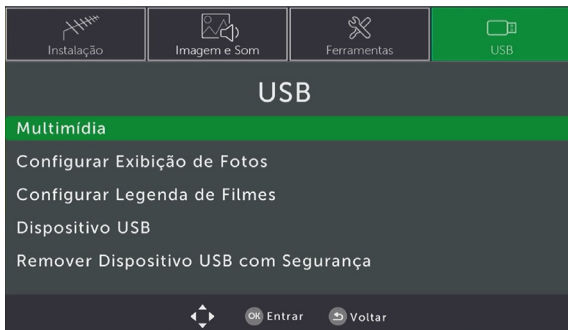 Instalação Imagem e Som Ferramentas USB
USB
Multimídia
Configurar Exibição de Fotos
Configurar Legenda de Filmes
Dispositivo USB
Remover Dispositivo USB com Segurança
OK Entrar Voltar